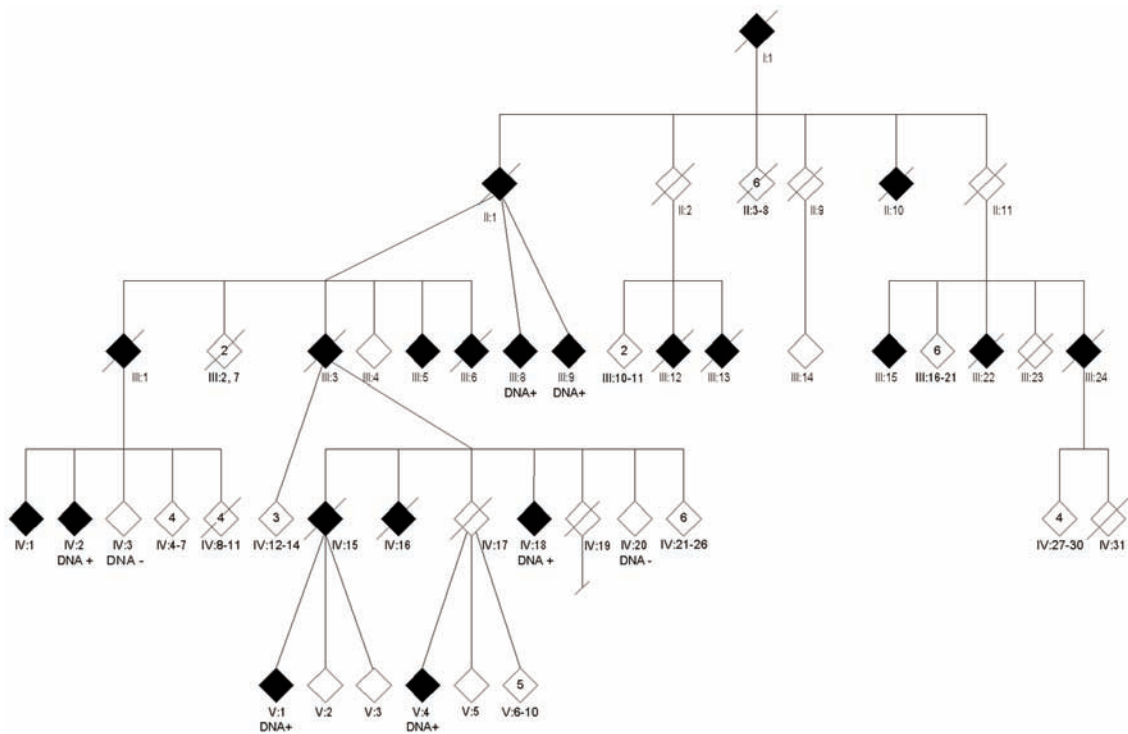 I:1
6
II:1
II:2
II:3-8
II:9
II:10
II:11
2
2
6
III:1
III:2, 7
III:3
III:4
III:5
III:6
III:8
III:9
III:10-11
III:12
III:13
III:14
III:15
III:16-21
III:22
III:23
III:24
DNA+
DNA+
4
4
3
6
4
IV:1
IV:2
IV:3
IV:4-7
IV:8-11
IV:12-14
IV:15
IV:16
IV:17
IV:18
IV:19
IV:20
IV:21-26
IV:27-30
IV:31
DNA +
DNA -
DNA +
DNA -
5
V:1
V:2
V:3
V:4
V:5
V:6-10
DNA+
DNA+